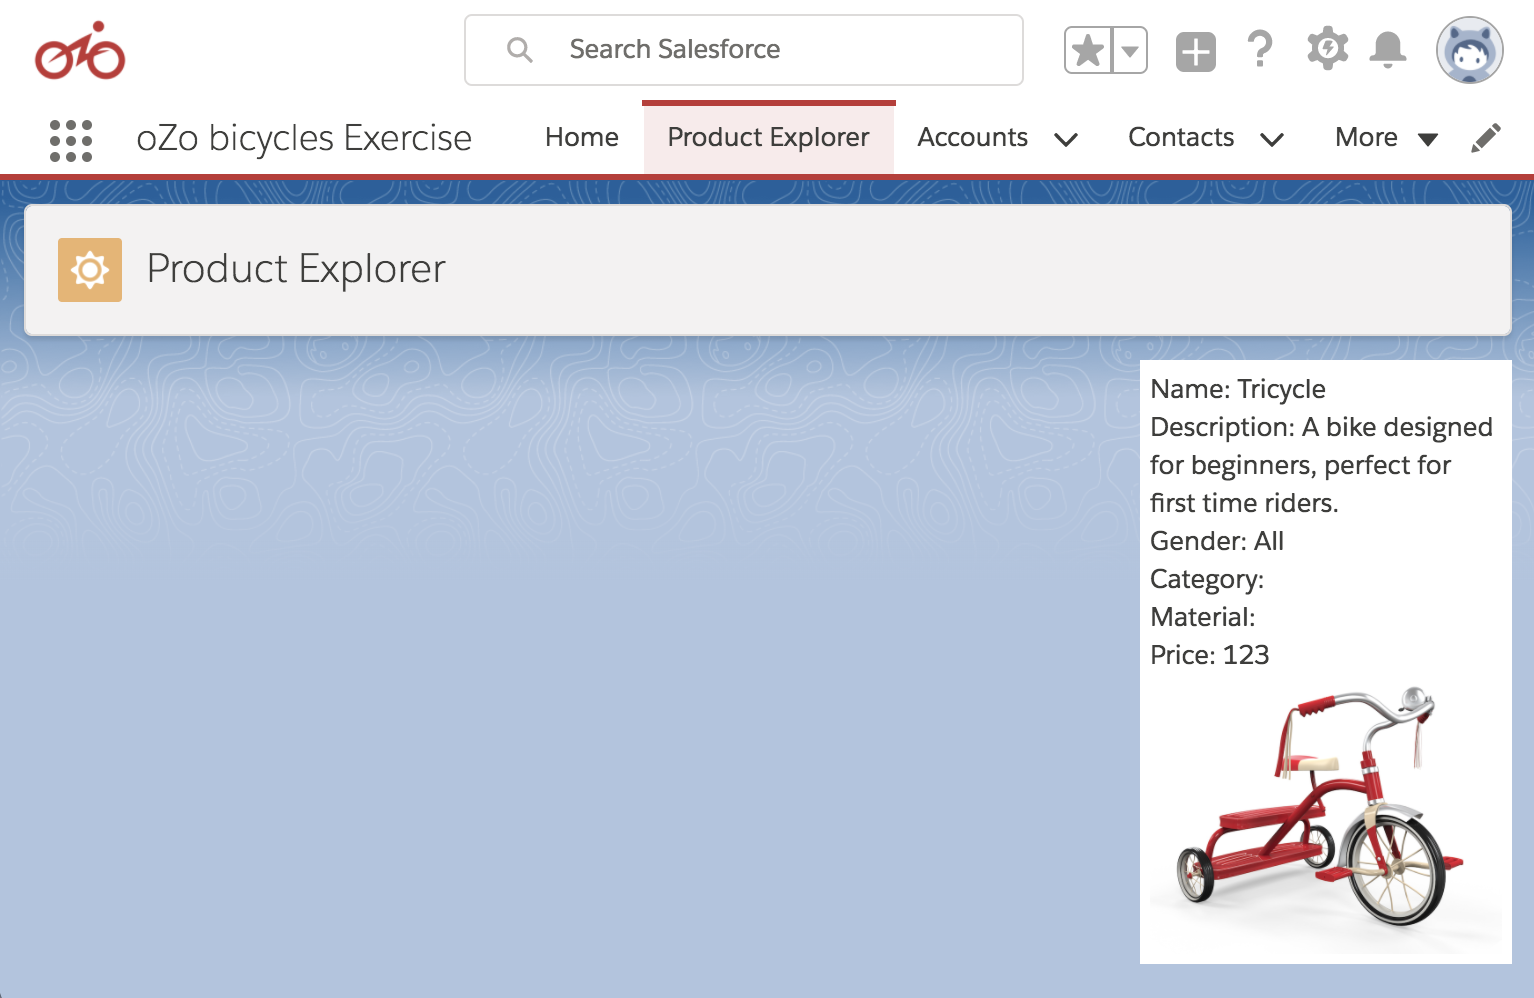 oZo
Search Salesforce
oZo bicycles Exercise
Home
Product Explorer
Accounts
Contacts
More
Product Explorer
Name: Tricycle
Description: A bike designed
for beginners, perfect for
first time riders.
Gender: All
Category:
Material:
Price: 123